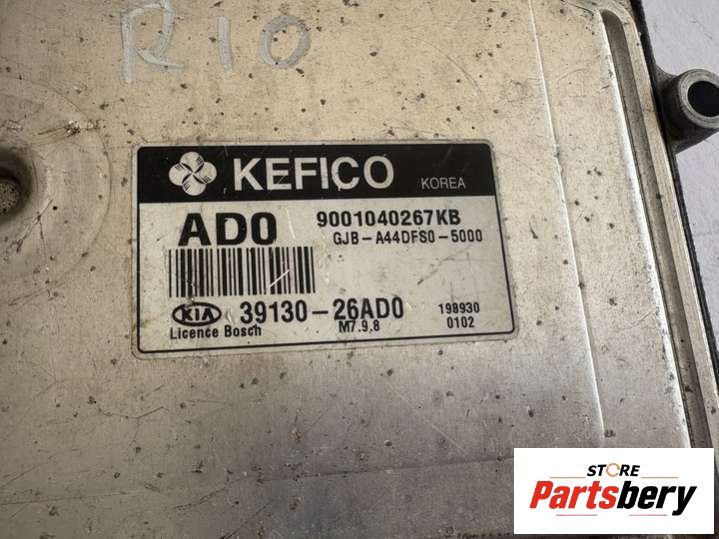 R10
KEFICO KOREA
AD0 9001040267KB
GJB-A44DFS0-5000
KIA 39130-26AD0 198930
Licence Bosch M7.9.8 0102
STORE
Partsbery